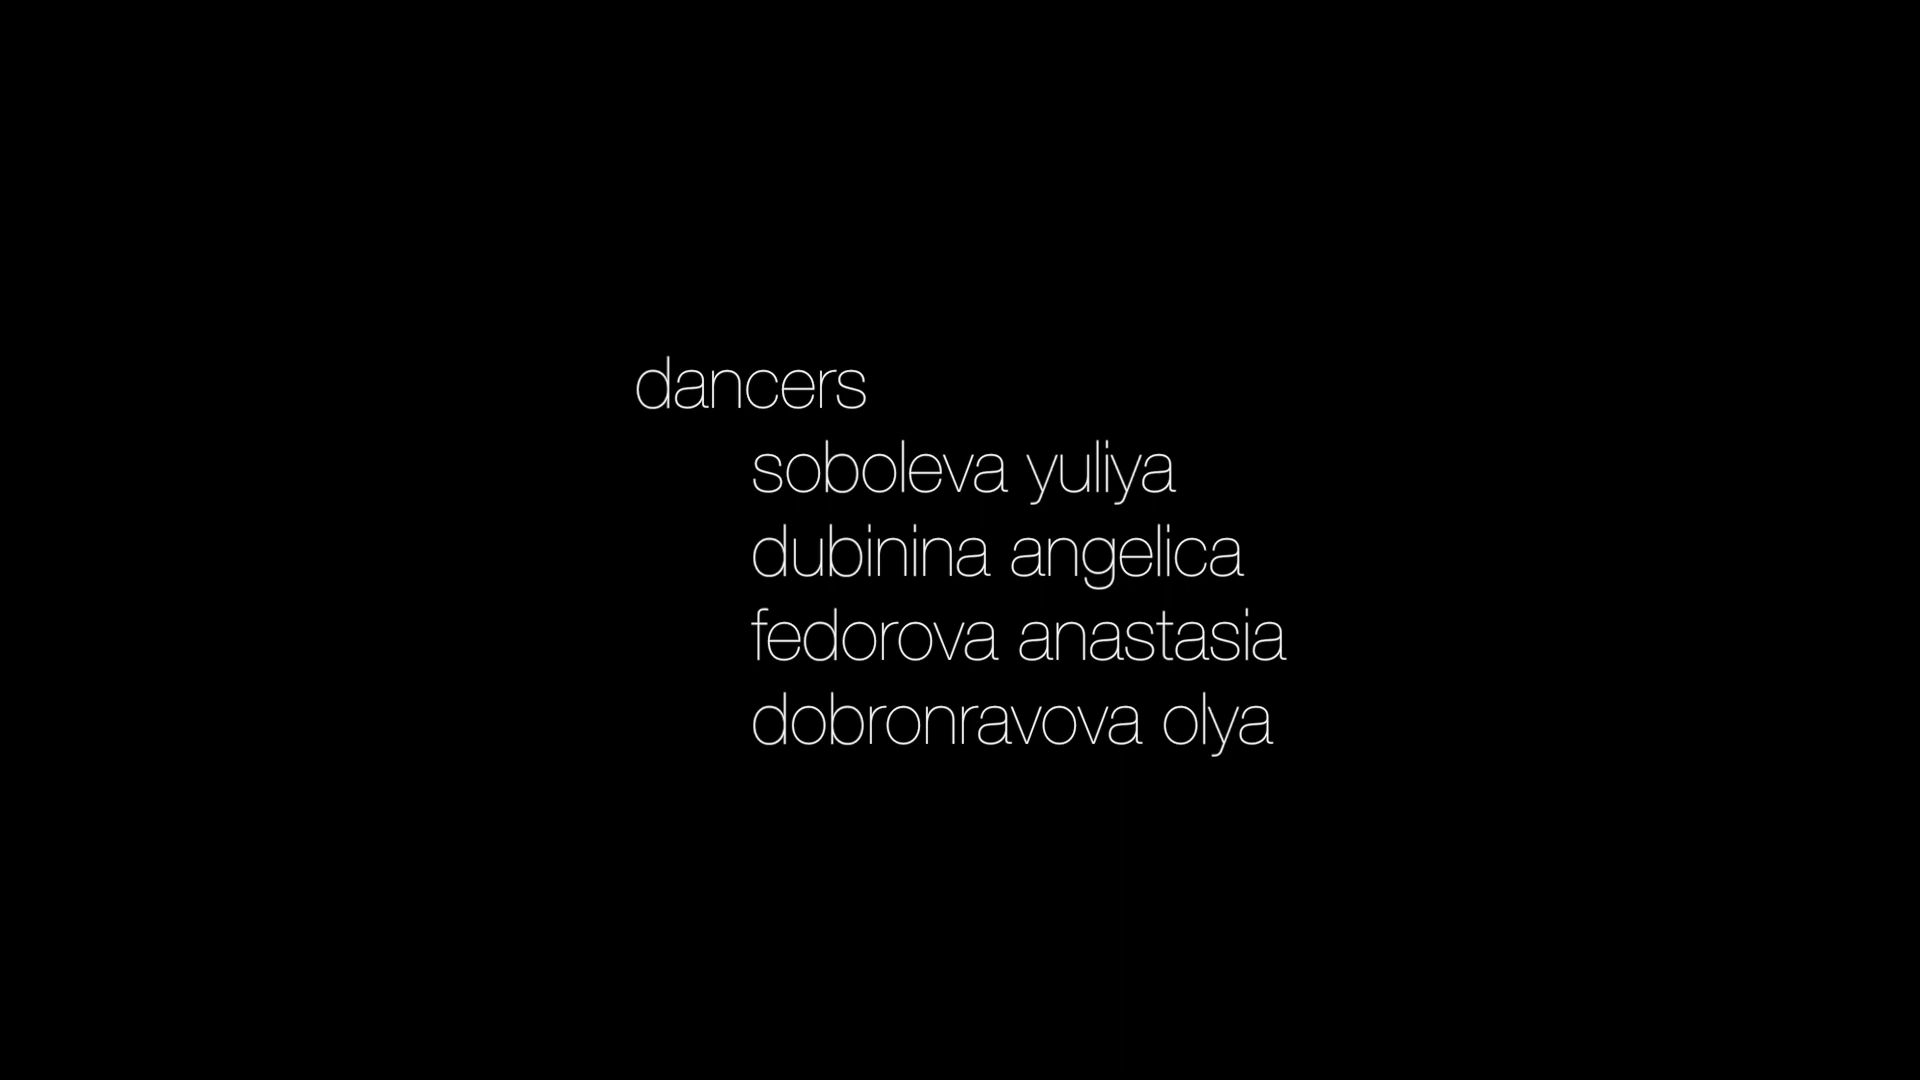 dancers
soboleva yuliya
dubinina angelica
fedorova anastasia
dobronravova olya